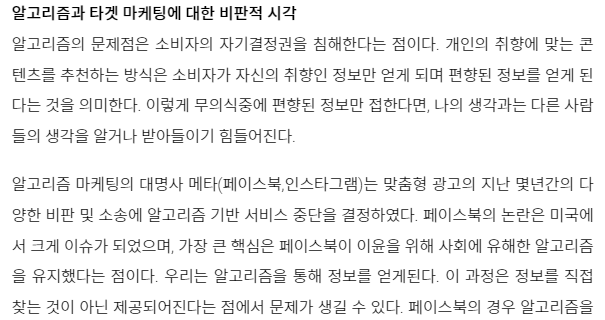 알고리즘과 타겟 마케팅에 대한 비판적 시각
알고리즘의 문제점은 소비자의 자기결정권을 침해한다는 점이다. 개인의 취향에 맞는 콘
텐츠를 추천하는 방식은 소비자가 자신의 취향인 정보만 얻게 되며 편향된 정보를 얻게 된
다는 것을 의미한다. 이렇게 무의식중에 편향된 정보만 접한다면, 나의 생각과는 다른 사람
들의 생각을 알거나 받아들이기 힘들어진다.
알고리즘 마케팅의 대명사 메타(페이스북,인스타그램)는 맞춤형 광고의 지난 몇년간의 다
양한 비판 및 소송에 알고리즘 기반 서비스 중단을 결정하였다. 페이스북의 논란은 미국에
서 크게 이슈가 되었으며, 가장 큰 핵심은 페이스북이 이윤을 위해 사회에 유해한 알고리즘
을 유지했다는 점이다. 우리는 알고리즘을 통해 정보를 얻게된다. 이 과정은 정보를 직접
찾는 것이 아닌 제공되어진다는 점에서 문제가 생길 수 있다. 페이스북의 경우 알고리즘을